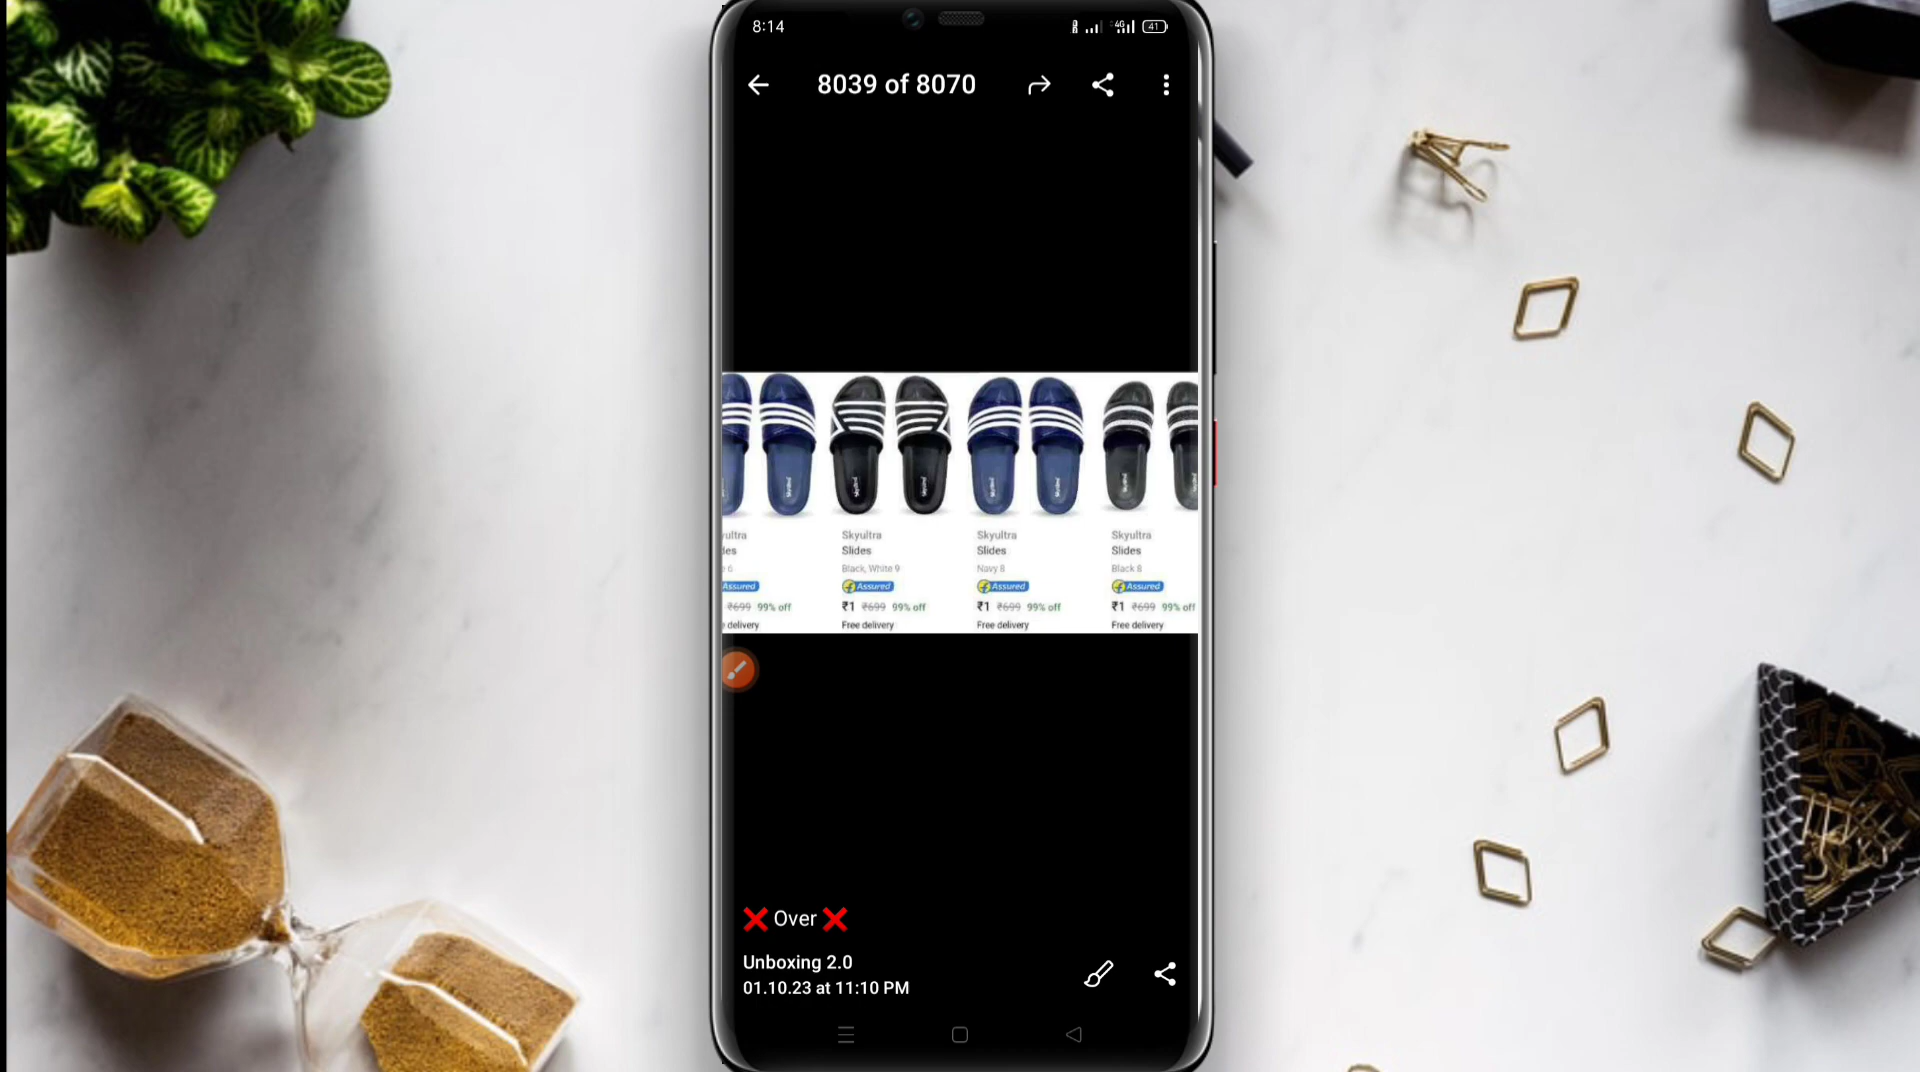 8:14
4G
41
8039 of 8070
Skyultra Skyultra Skyultra
Slides Slides Slides
Black, White 9 Navy 8 Black 8
Assured Assured Assured Assured
₹699 99% off ₹1 ₹699 99% off ₹1 ₹699 99% off ₹1 ₹699 99% off
delivery Free delivery Free delivery Free delivery
❌ Over ❌
Unboxing 2.0
01.10.23 at 11:10 PM